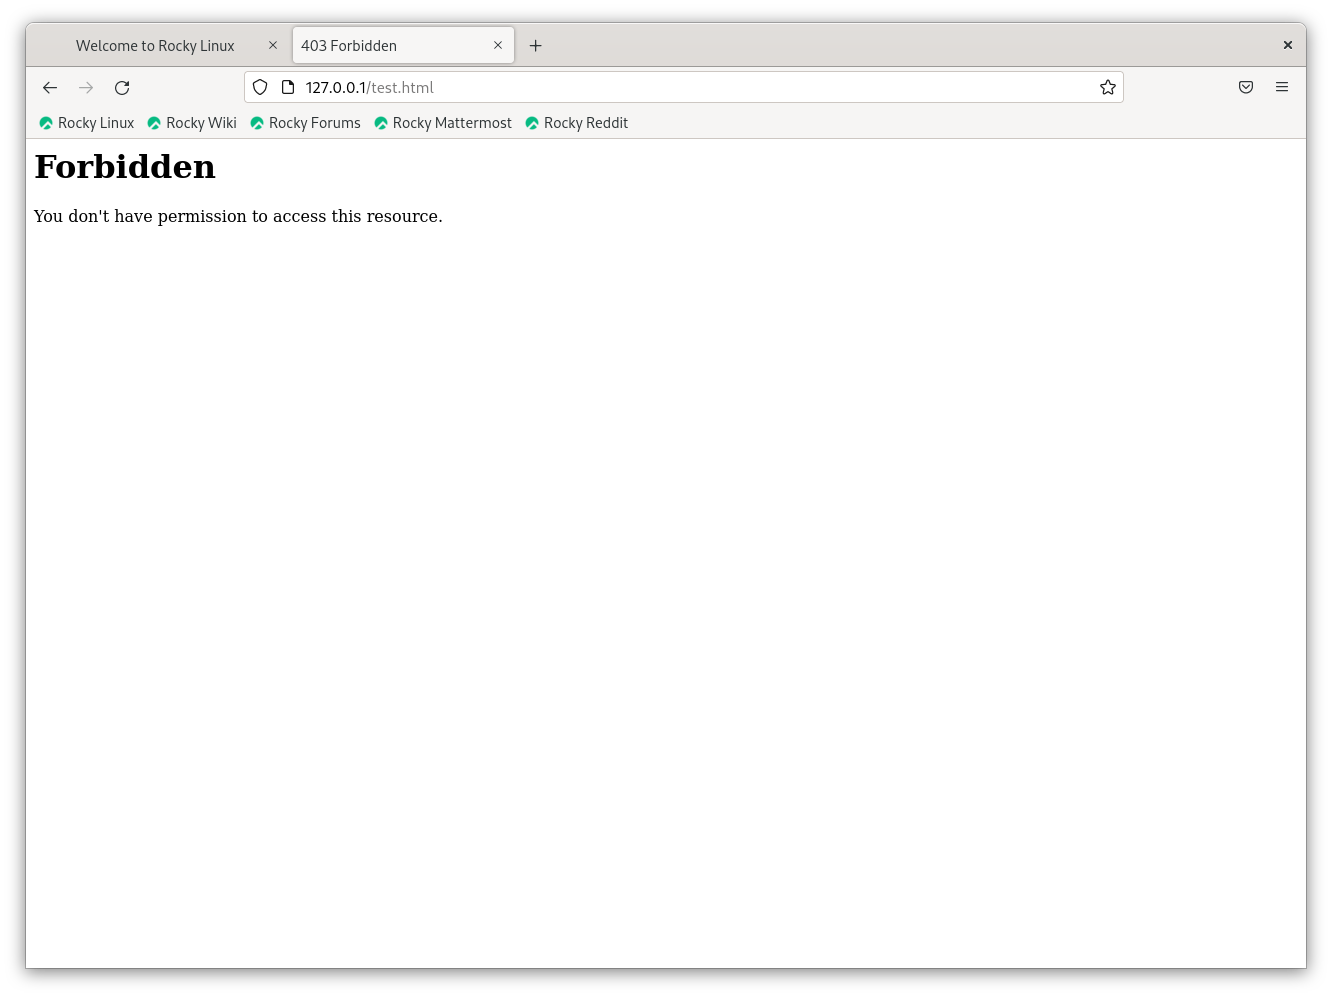 Welcome to Rocky Linux
403 Forbidden
127.0.0.1/test.html
Rocky Linux Rocky Wiki Rocky Forums Rocky Mattermost Rocky Reddit
Forbidden
You don't have permission to access this resource.